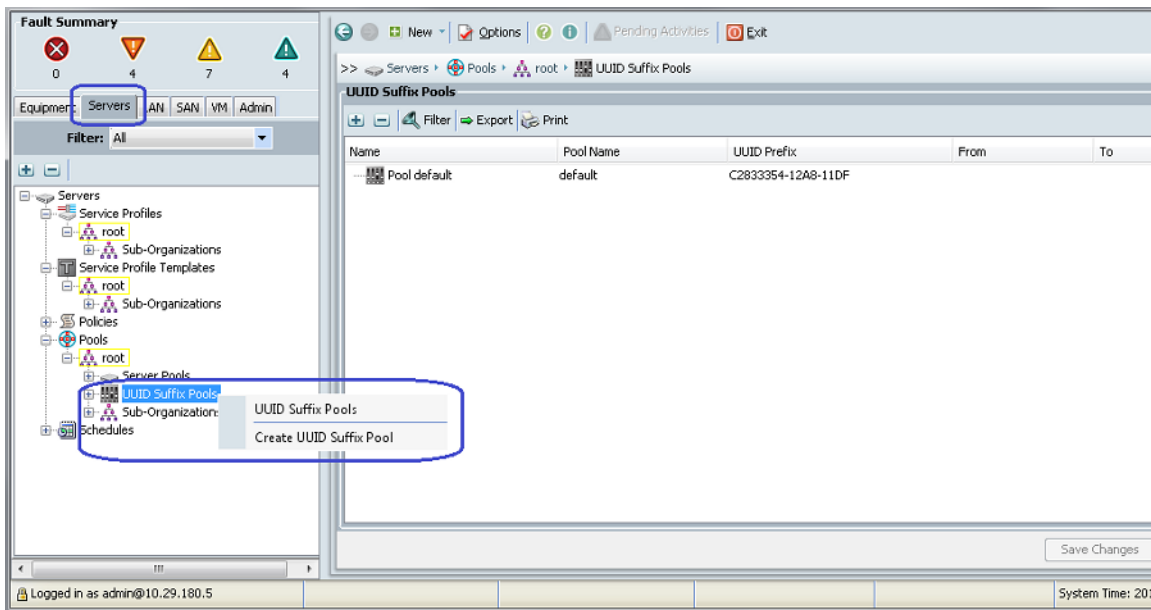 Fault Summary
0 4 7 4
Equipment Servers LAN SAN VM Admin
Filter: All
Servers
Service Profiles
root
Sub-Organizations
Service Profile Templates
root
Sub-Organizations
Policies
Pools
root
Server Pools
UUID Suffix Pools
Sub-Organizations
Schedules
UUID Suffix Pools
Create UUID Suffix Pool
Logged in as admin@10.29.180.5
New Options Pending Activities Exit
>> Servers Pools root UUID Suffix Pools
UUID Suffix Pools
Filter Export Print
Name Pool Name UUID Prefix From To
Pool default default C2833354-12A8-11DF
Save Changes
System Time: 201